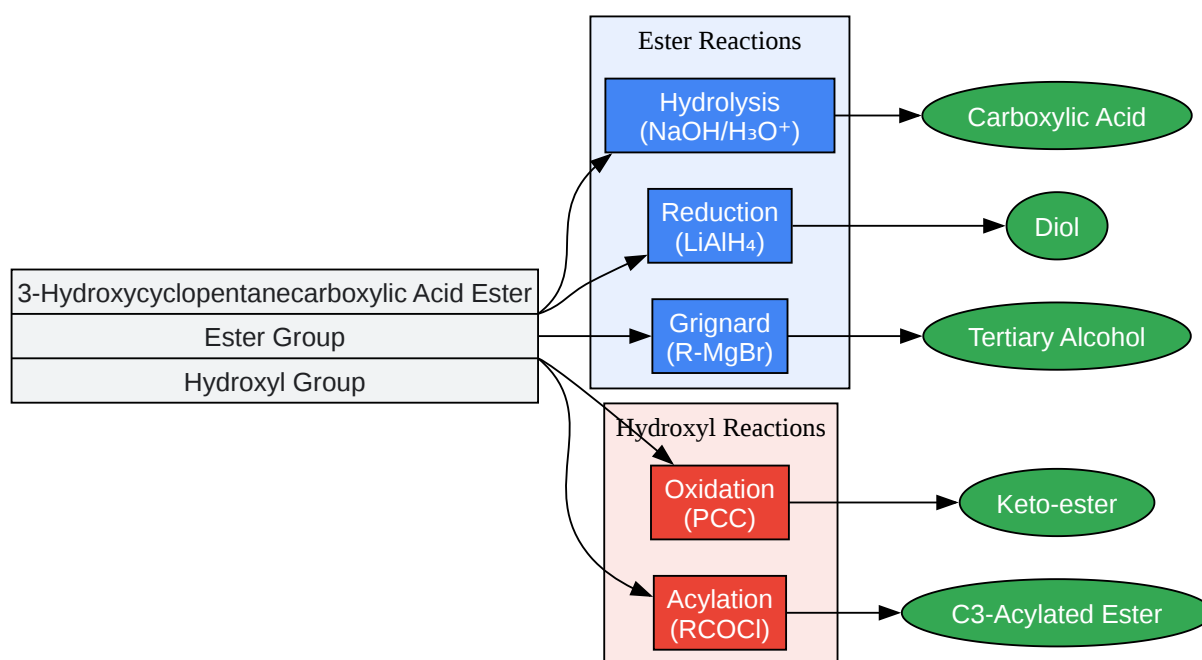 3-Hydroxycyclopentanecarboxylic Acid Ester
Ester Group
Hydroxyl Group
Ester Reactions
Hydrolysis
(NaOH/H₃O⁺)
Reduction
(LiAlH₄)
Grignard
(R-MgBr)
Hydroxyl Reactions
Oxidation
(PCC)
Acylation
(RCOCl)
Carboxylic Acid
Diol
Tertiary Alcohol
Keto-ester
C3-Acylated Ester